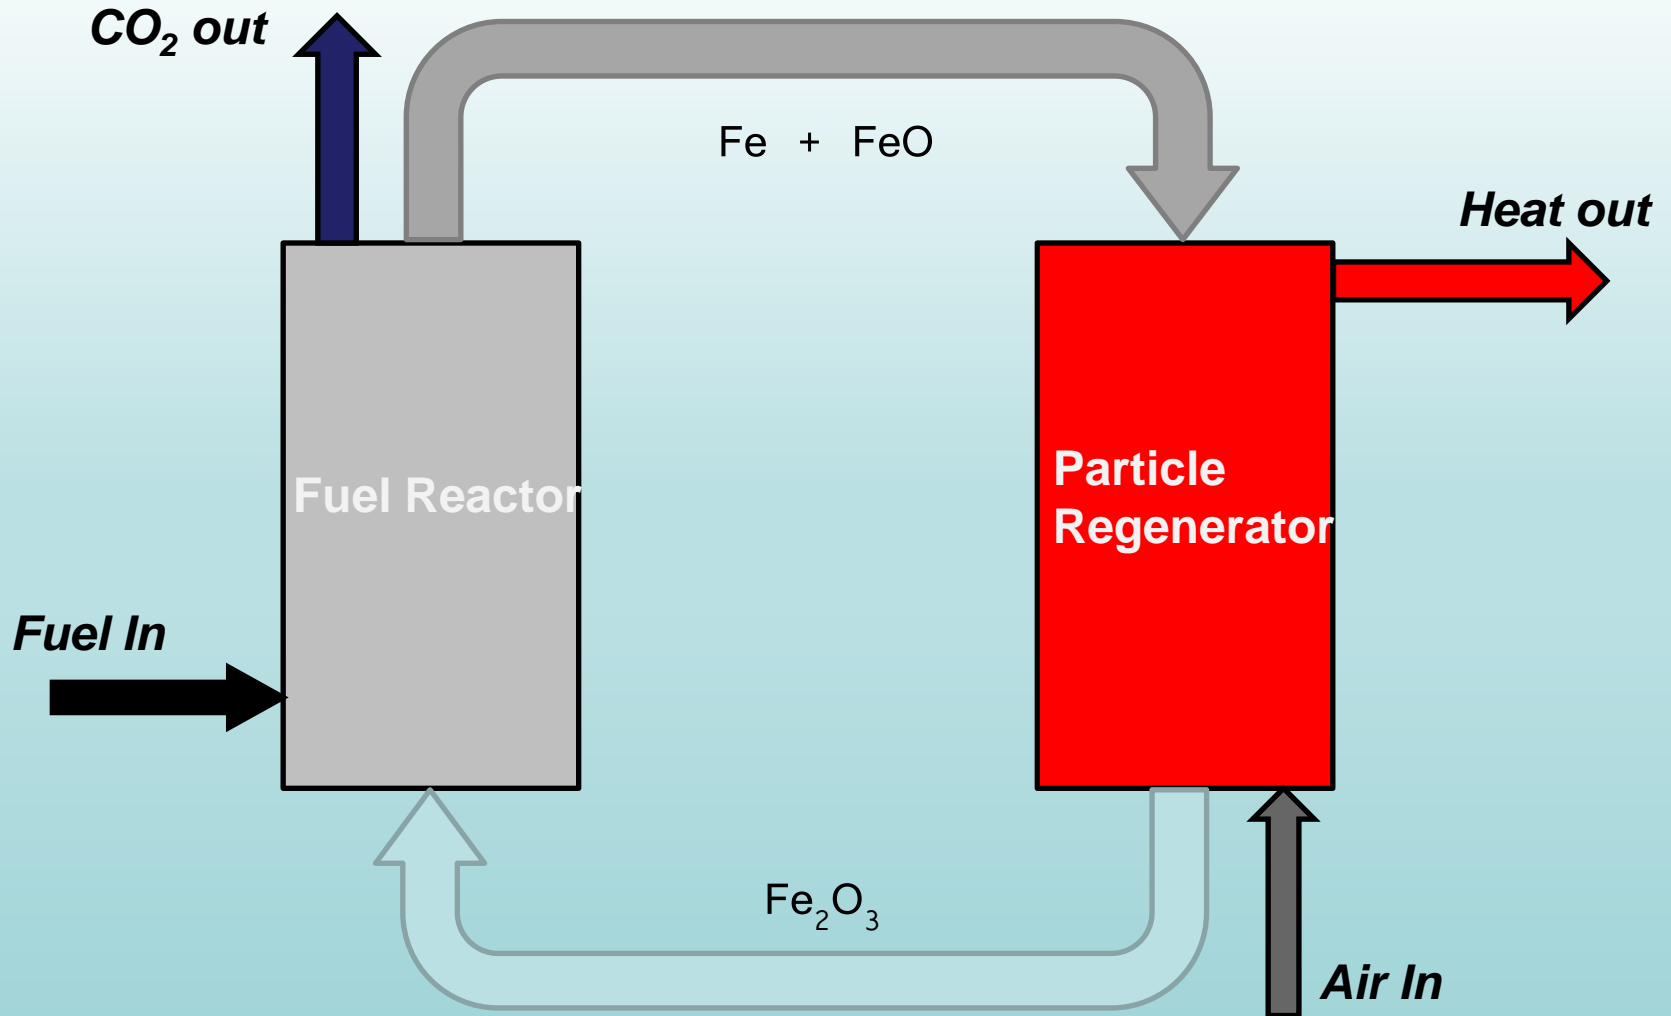 CO₂ out
Fe + FeO
Heat out
Fuel Reactor
Particle
Regenerator
Fuel In
Fe₂O₃
Air In